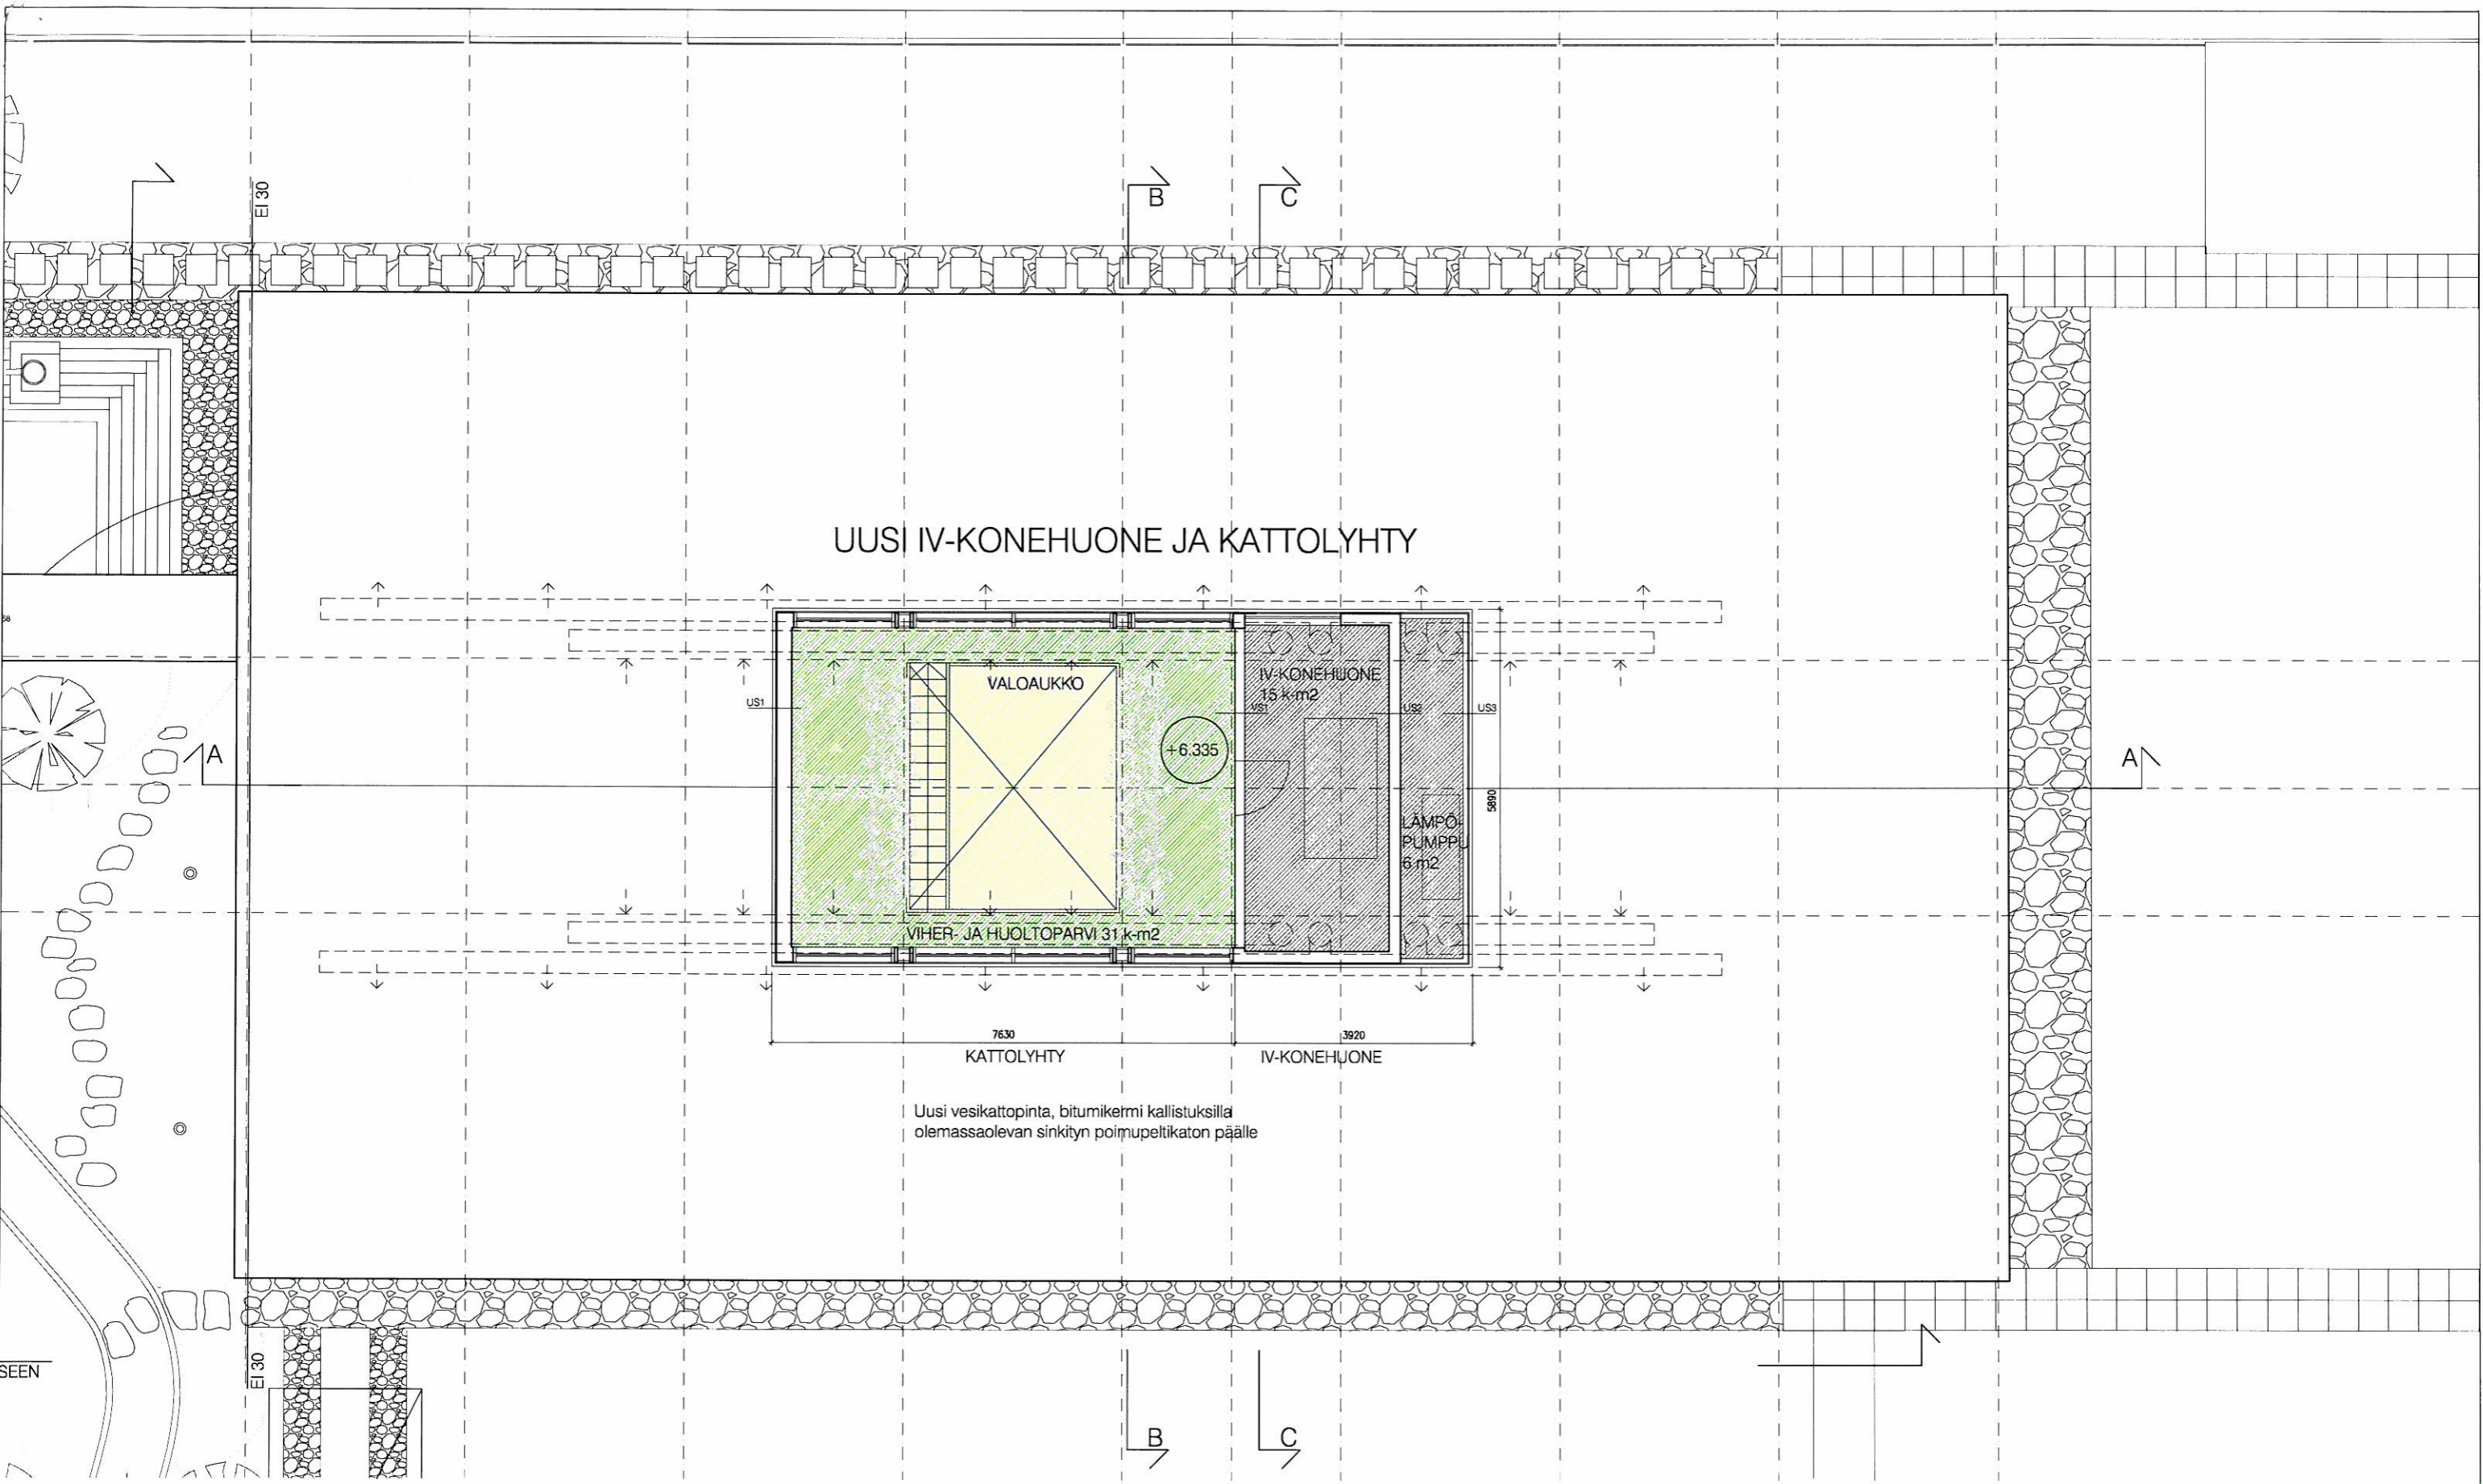 EI 30
B
C
UUSI IV-KONEHUONE JA KATTOLYHTY
58
VALOAUKKO
IV-KONEHUONE
15 k-m2
US1
VS1
US2
US3
+6.335
A
A
5890
LÄMPÖ-
PUMPPU
6 m2
VIHER- JA HUOLTOPARVI 31 k-m2
7630
3920
KATTOLYHTY
IV-KONEHUONE
Uusi vesikattopinta, bitumikermi kallistuksilla
olemassaolevan sinkityn poimupeltikaton päälle
SEEN
EI 30
B
C